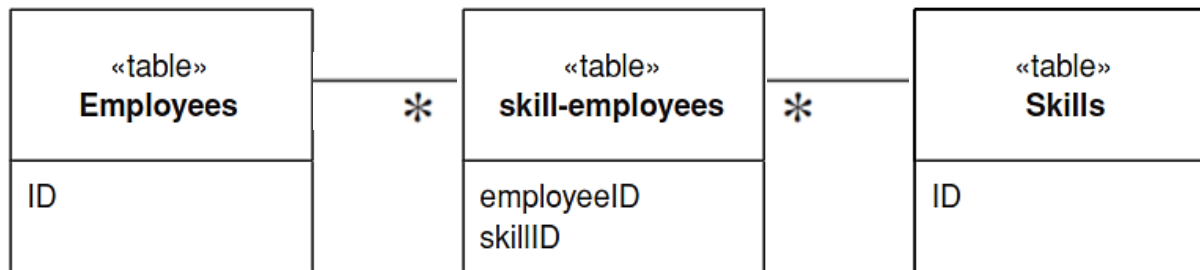 «table»
Employees
ID
*
«table»
skill-employees
employeeID
skillID
*
«table»
Skills
ID